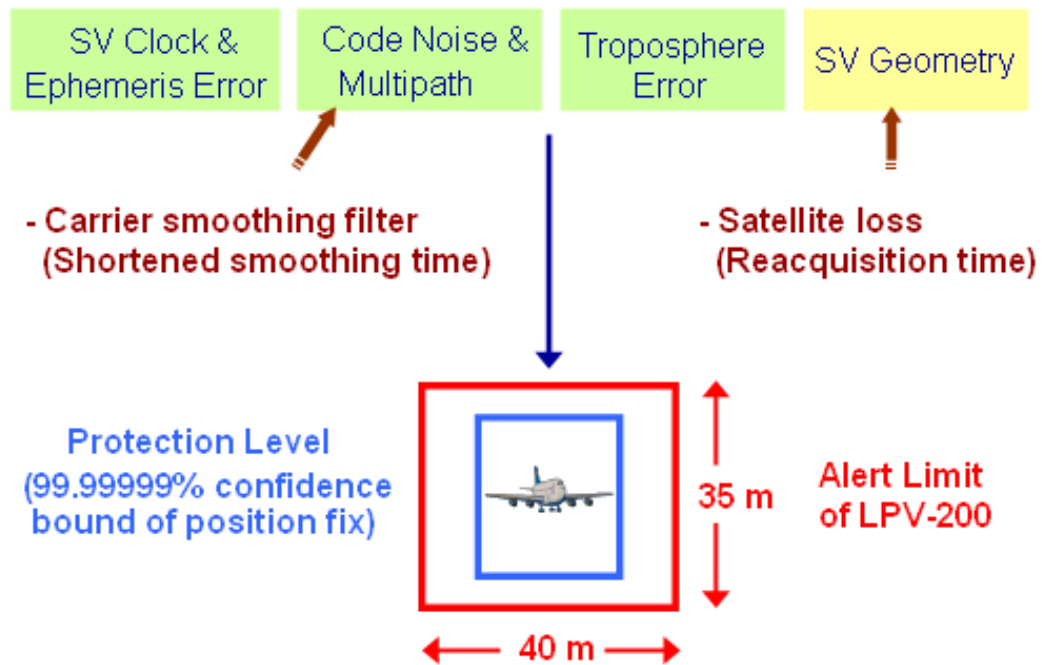 SV Clock &
Ephemeris Error
Code Noise &
Multipath
Troposphere
Error
SV Geometry
- Carrier smoothing filter
(Shortened smoothing time)
- Satellite loss
(Reacquisition time)
Protection Level
(99.99999% confidence
bound of position fix)
35 m
Alert Limit
of LPV-200
40 m